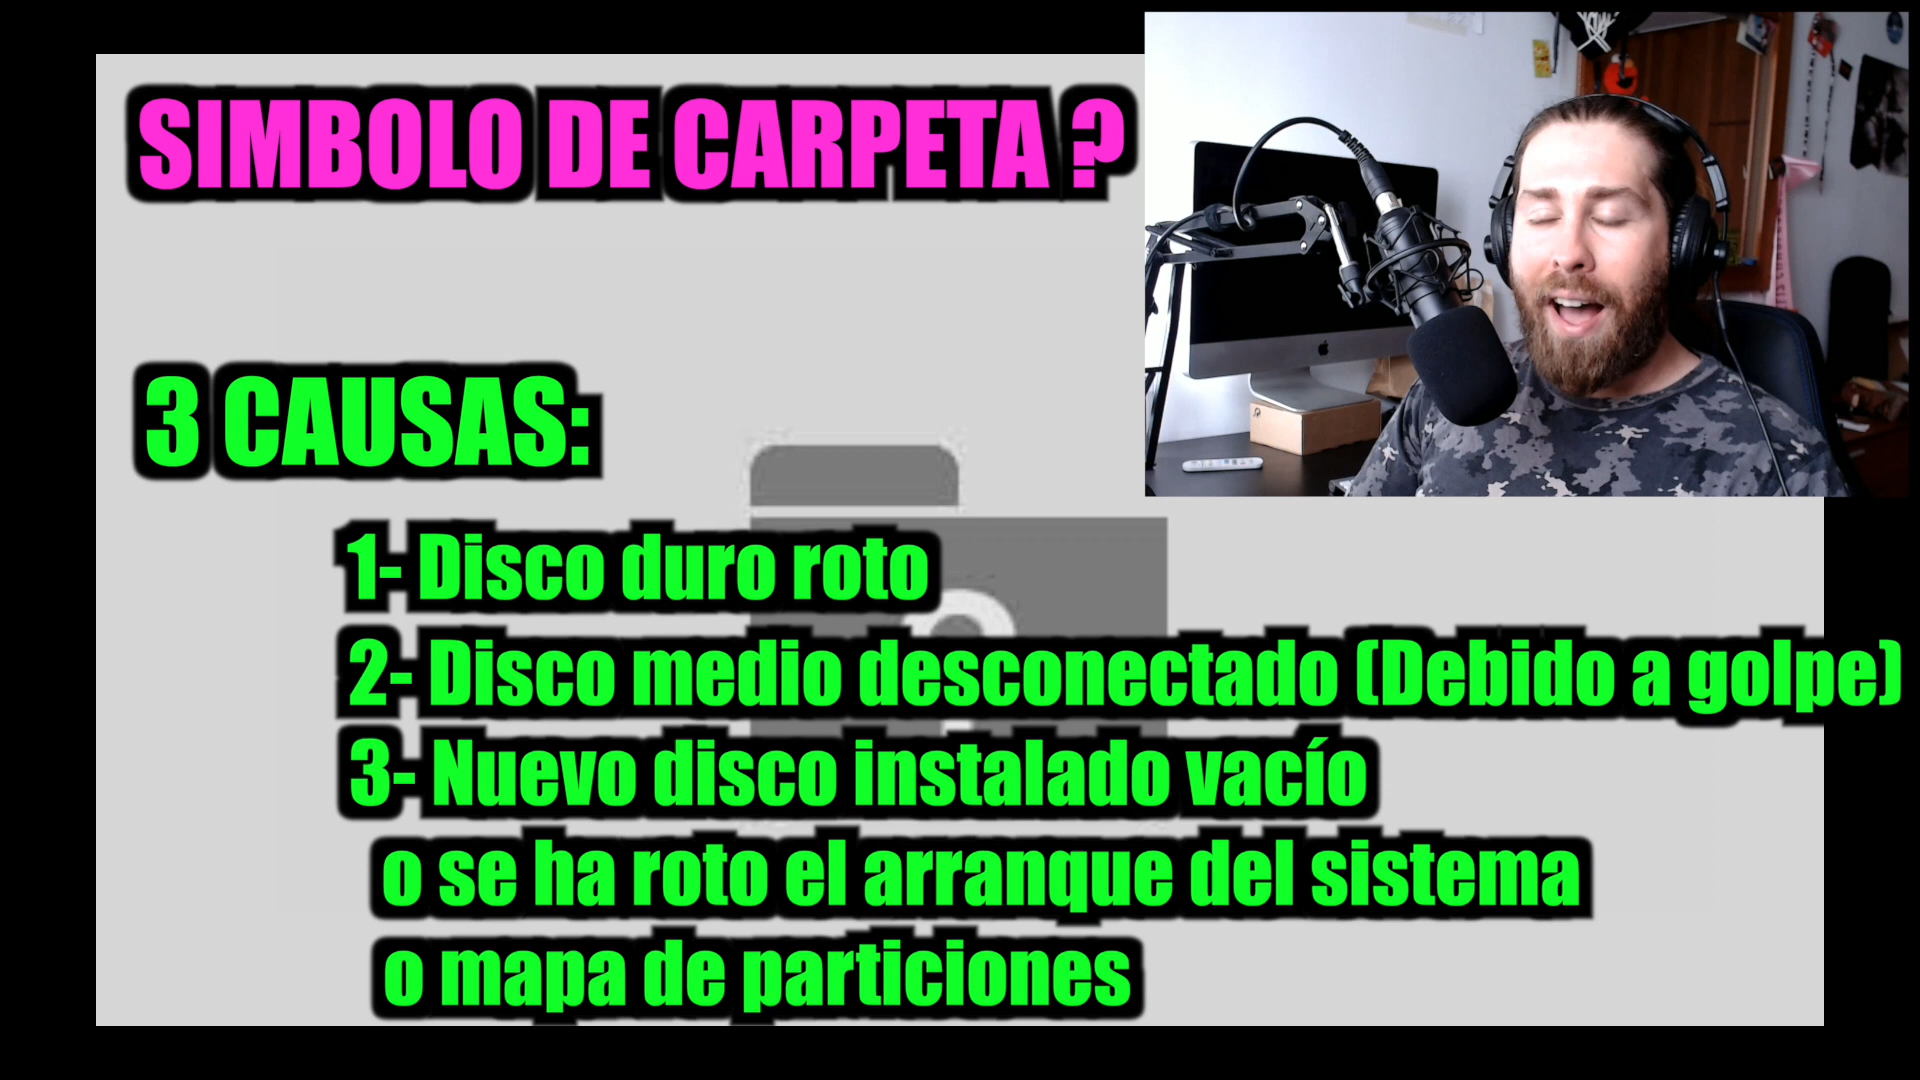 SIMBOLO DE CARPETA ?
3 CAUSAS:
1- Disco duro roto
2- Disco medio desconectado (Debido a golpe)
3- Nuevo disco instalado vacío
o se ha roto el arranque del sistema
o mapa de particiones